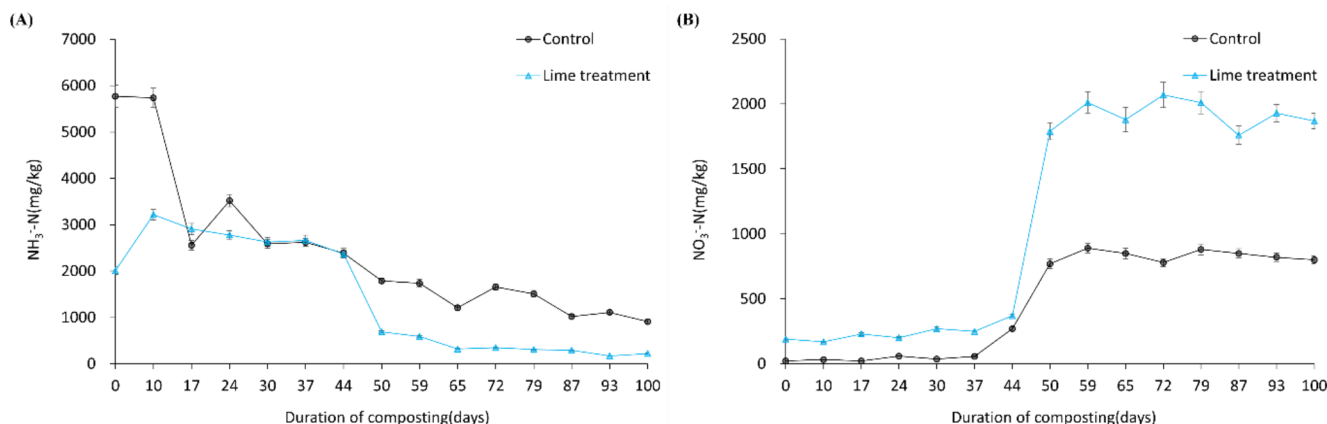 (A)
7000
6000
5000
4000
3000
2000
1000
0
NH₃⁻-N(mg/kg)
Control
Lime treatment
0 10 17 24 30 37 44 50 59 65 72 79 87 93 100
Duration of composting(days)
(B)
2500
2000
1500
1000
500
0
NO₃⁻-N(mg/kg)
Control
Lime treatment
0 10 17 24 30 37 44 50 59 65 72 79 87 93 100
Duration of composting(days)